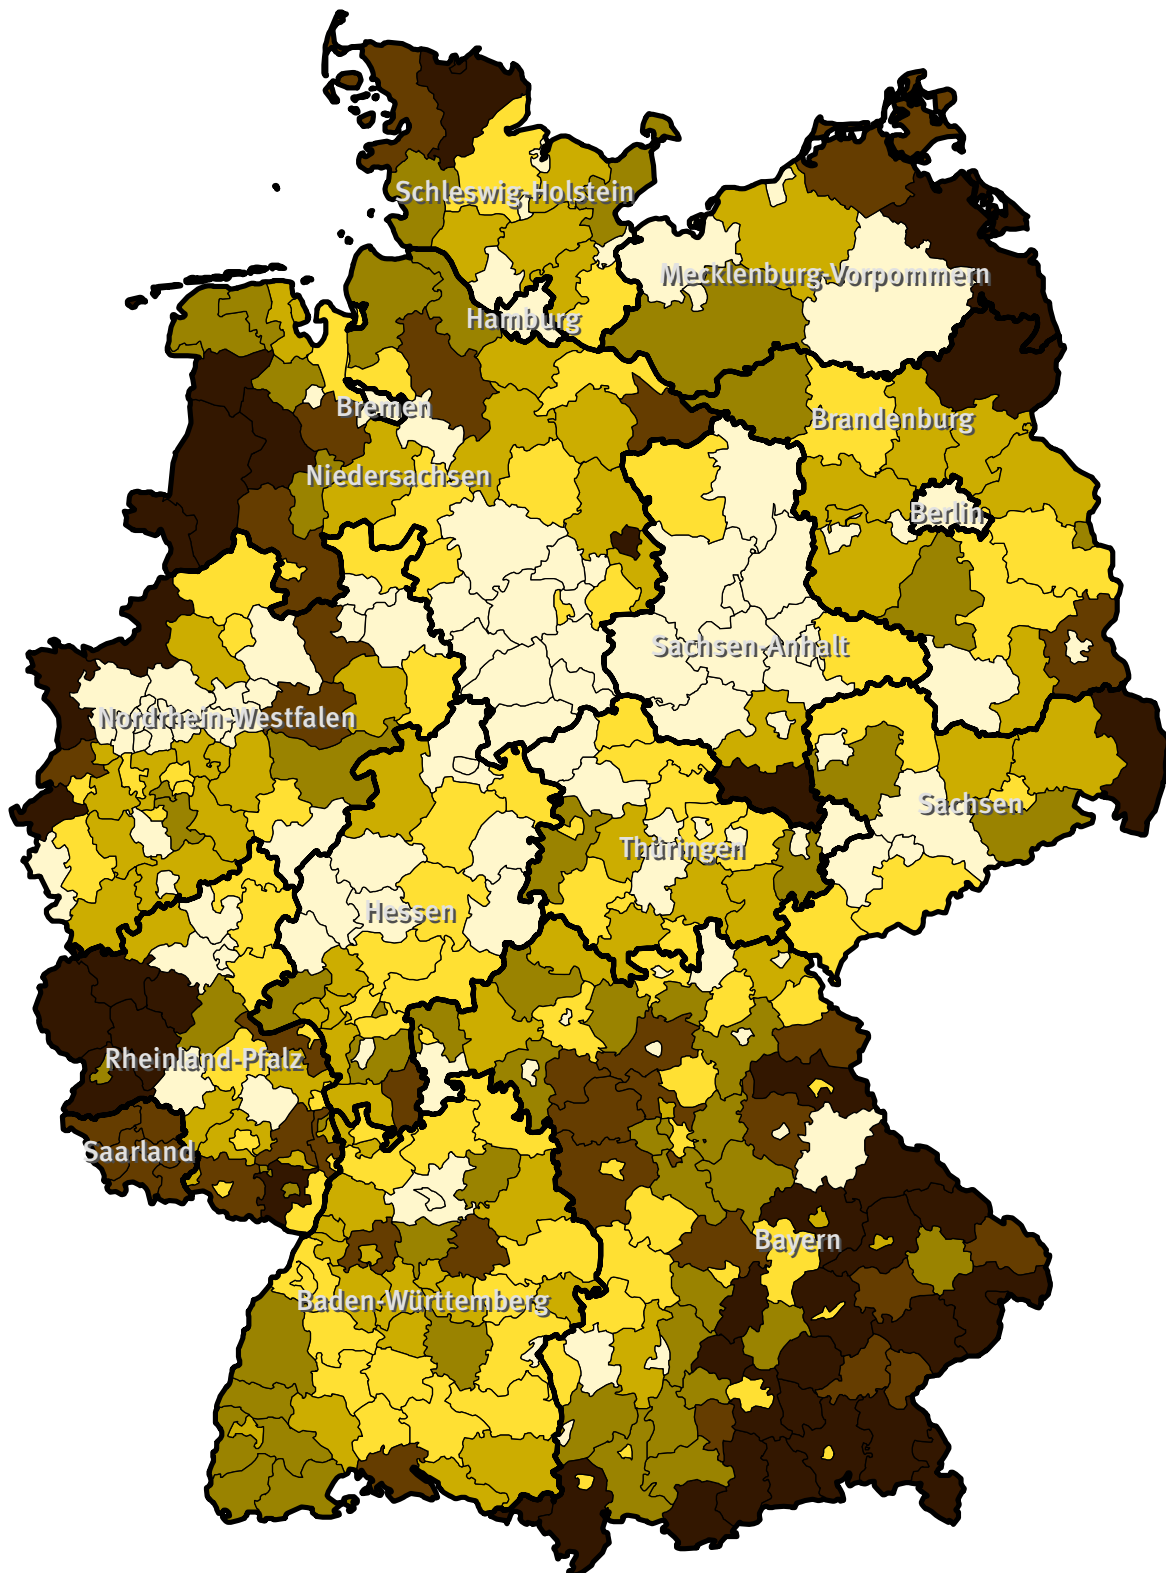 Schleswig-Holstein
Mecklenburg-Vorpommern
Hamburg
Bremen
Brandenburg
Niedersachsen
Berlin
Sachsen-Anhalt
Nordrhein-Westfalen
Sachsen
Thüringen
Hessen
Rheinland-Pfalz
Saarland
Bayern
Baden-Württemberg